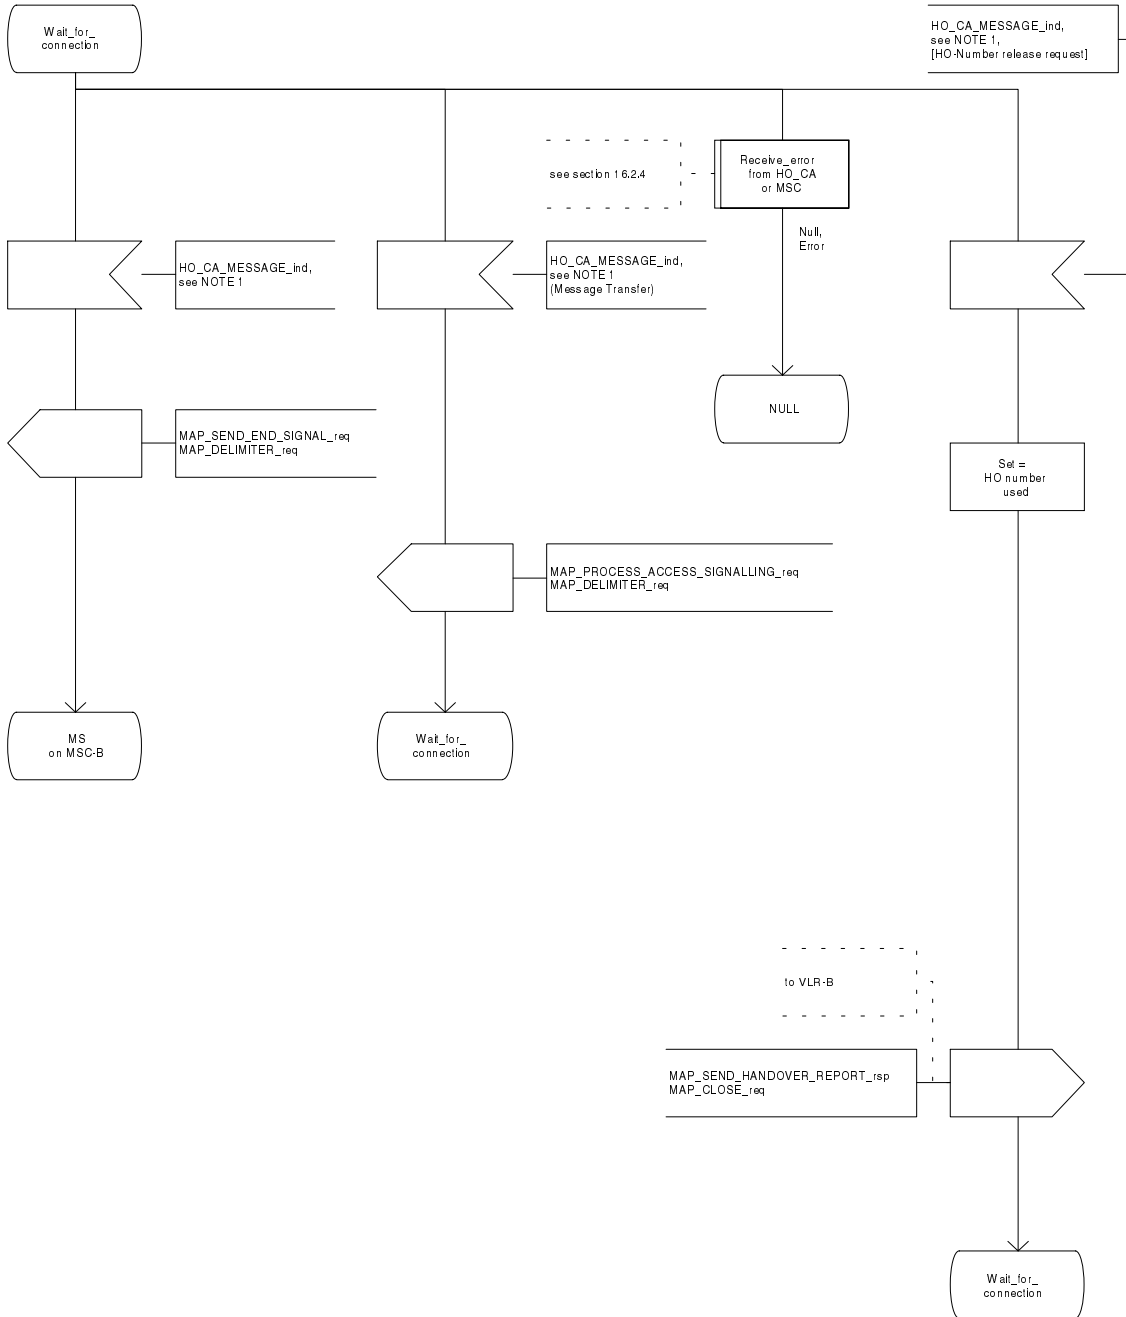 Wait_for_
connection
HO_CA_MESSAGE_ind,
see NOTE 1,
[HO-Number release request]
see section 16.2.4
Receive_error
from HO_CA
or MSC
Null,
Error
HO_CA_MESSAGE_ind,
see NOTE 1
HO_CA_MESSAGE_ind,
see NOTE 1
(Message Transfer)
NULL
MAP_SEND_END_SIGNAL_req
MAP_DELIMITER_req
Set =
HO number
used
MAP_PROCESS_ACCESS_SIGNALLING_req
MAP_DELIMITER_req
MS
on MSC-B
Wait_for_
connection
to VLR-B
MAP_SEND_HANDOVER_REPORT_rsp
MAP_CLOSE_req
Wait_for_
connection